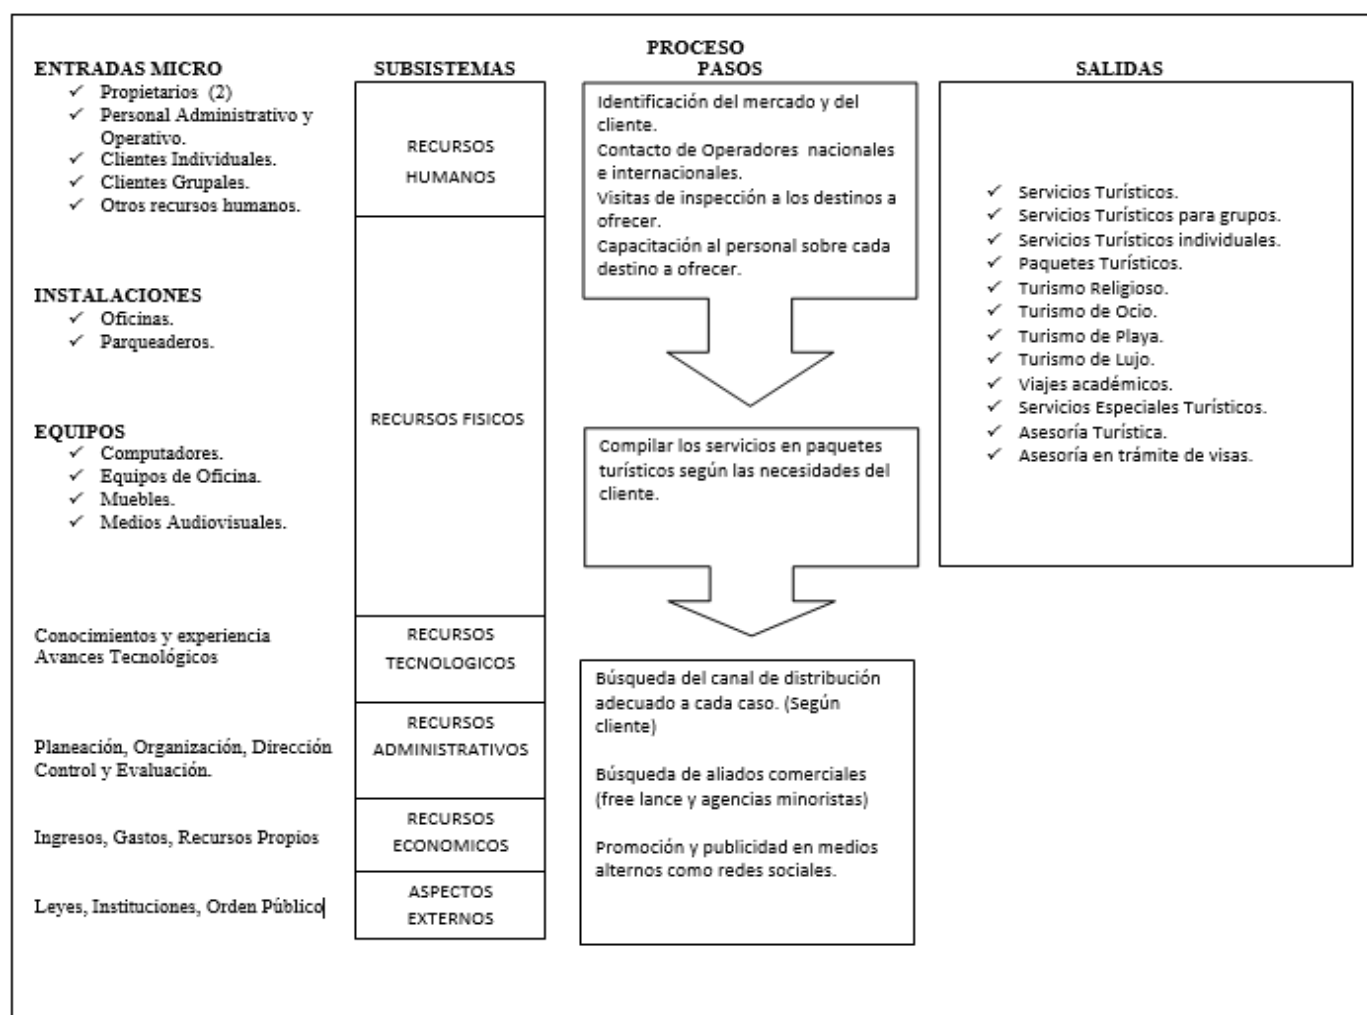 PROCESO
ENTRADAS MICRO
✓ Propietarios (2)
✓ Personal Administrativo y
Operativo.
✓ Clientes Individuales.
✓ Clientes Grupales.
✓ Otros recursos humanos.
INSTALACIONES
✓ Oficinas.
✓ Parqueaderos.
EQUIPOS
✓ Computadores.
✓ Equipos de Oficina.
✓ Muebles.
✓ Medios Audiovisuales.
Conocimientos y experiencia
Avances Tecnológicos
Planeación, Organización, Dirección
Control y Evaluación.
Ingresos, Gastos, Recursos Propios
Leyes, Instituciones, Orden Público
SUBSISTEMAS
RECURSOS
HUMANOS
RECURSOS FISICOS
RECURSOS
TECNOLOGICOS
RECURSOS
ADMINISTRATIVOS
RECURSOS
ECONOMICOS
ASPECTOS
EXTERNOS
PASOS
Identificación del mercado y del
cliente.
Contacto de Operadores nacionales
e internacionales.
Visitas de inspección a los destinos a
ofrecer.
Capacitación al personal sobre cada
destino a ofrecer.
Compilar los servicios en paquetes
turísticos según las necesidades del
cliente.
Búsqueda del canal de distribución
adecuado a cada caso. (Según
cliente)
Búsqueda de aliados comerciales
(free lance y agencias minoristas)
Promoción y publicidad en medios
alternos como redes sociales.
SALIDAS
✓ Servicios Turísticos.
✓ Servicios Turísticos para grupos.
✓ Servicios Turísticos individuales.
✓ Paquetes Turísticos.
✓ Turismo Religioso.
✓ Turismo de Ocio.
✓ Turismo de Playa.
✓ Turismo de Lujo.
✓ Viajes académicos.
✓ Servicios Especiales Turísticos.
✓ Asesoría Turística.
✓ Asesoría en trámite de visas.